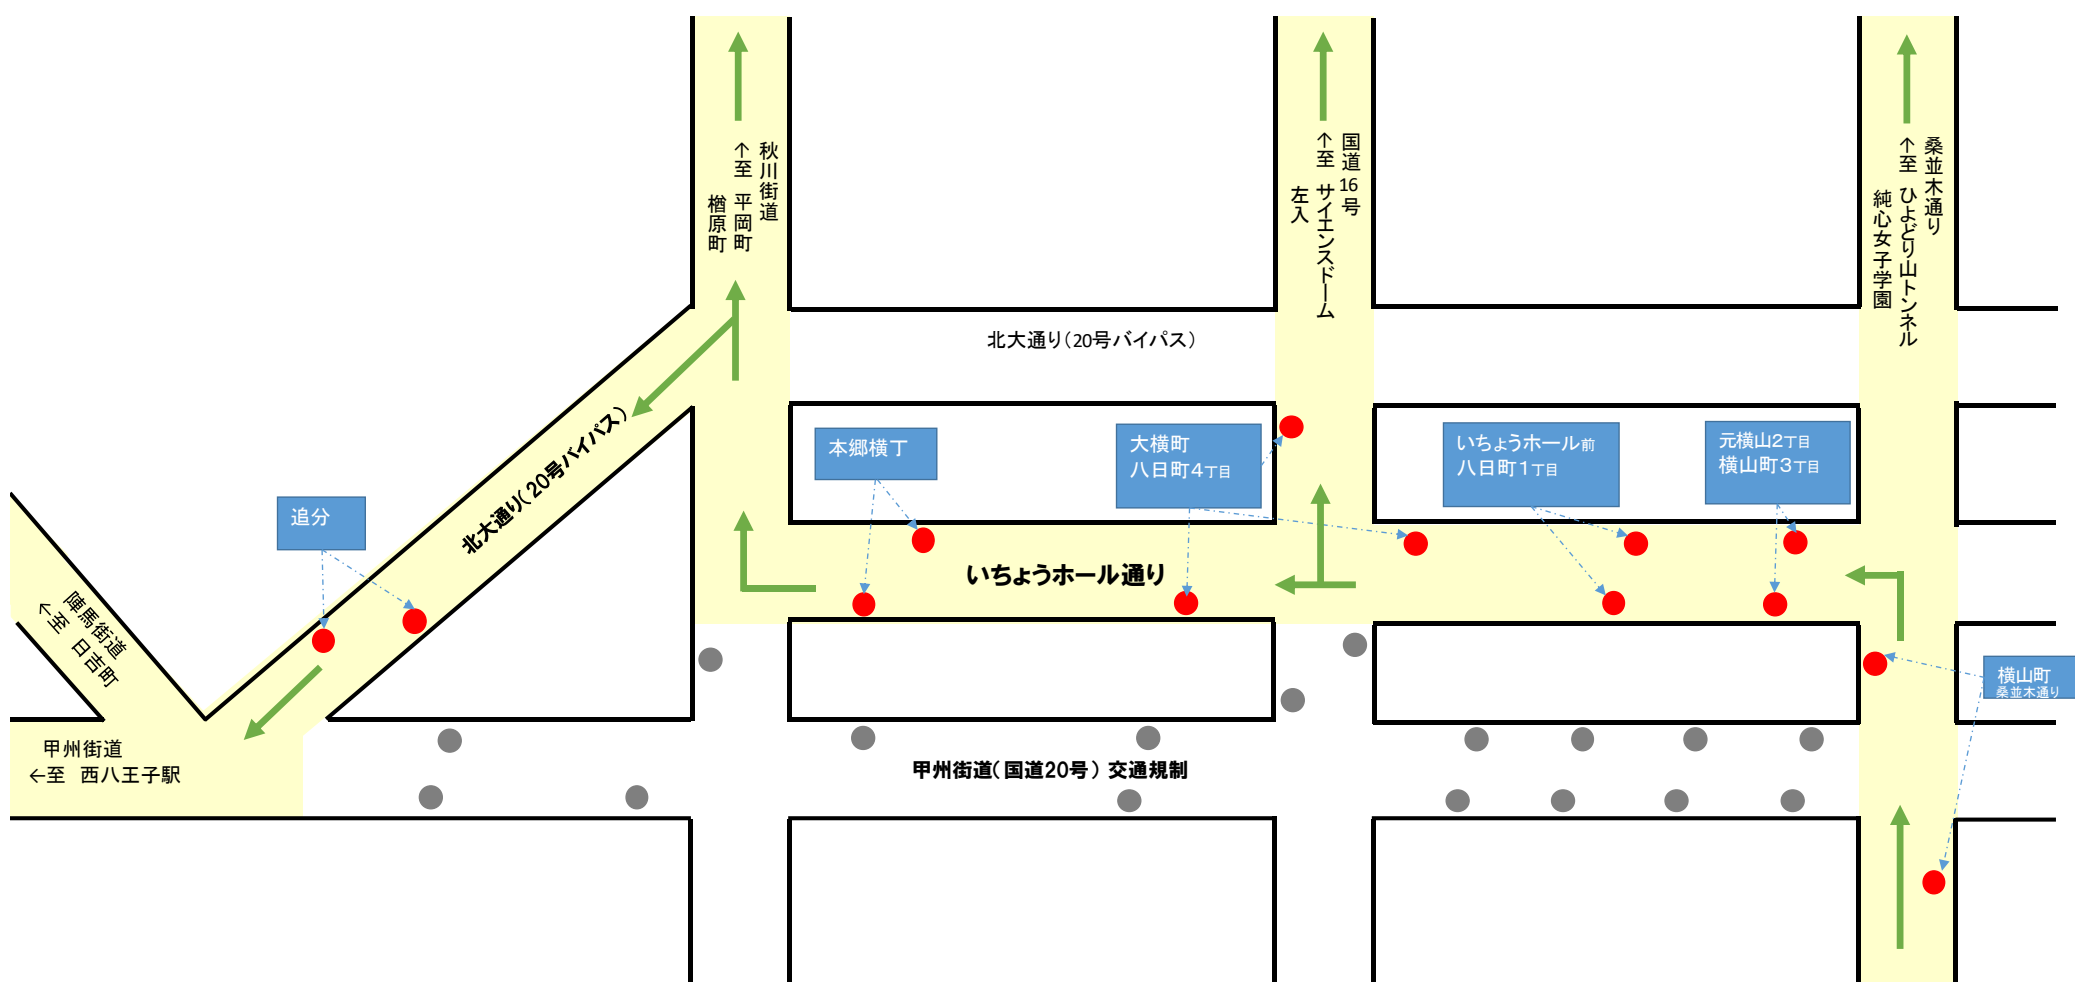 秋川街道
↑至 平岡町
楢原町
国道16号
↑至 サイエンスドーム
左入
桑並木通り
↑至 ひよどり山トンネル
純心女子学園
北大通り(20号バイパス)
本郷横丁
大横町
八日町4丁目
いちょうホール前
八日町1丁目
元横山2丁目
横山町3丁目
追分
北大通り(20号バイパス)
いちょうホール通り
陣馬街道
←至 日吉町
横山町
桑並木通り
甲州街道
←至 西八王子駅
甲州街道(国道20号)交通規制